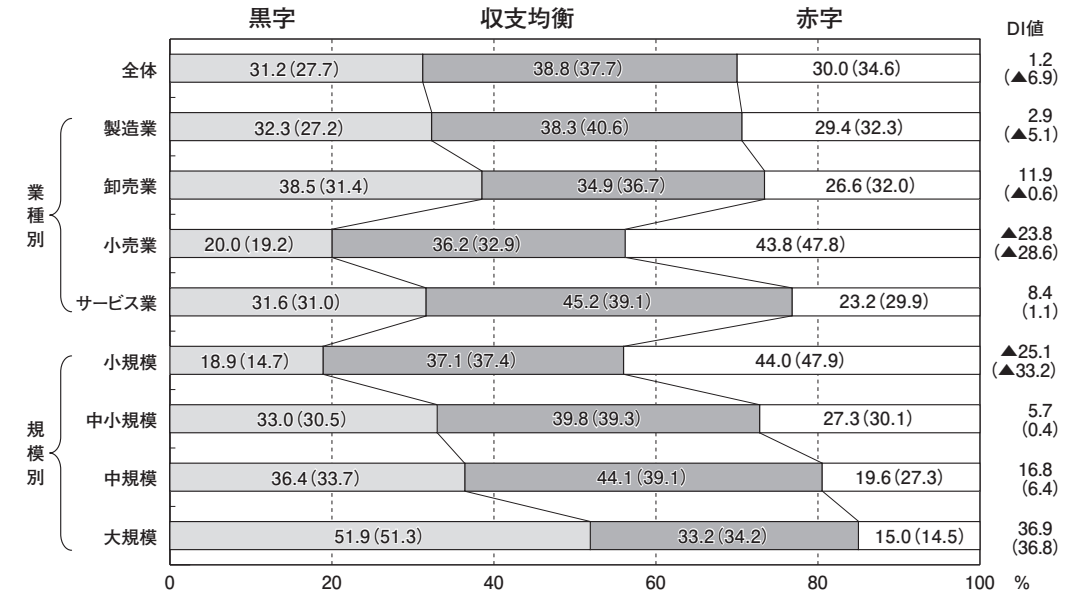 黒字 収支均衡 赤字 DI値
全体 31.2(27.7) 38.8(37.7) 30.0(34.6) 1.2
(▲6.9)
製造業 32.3(27.2) 38.3(40.6) 29.4(32.3) 2.9
(▲5.1)
卸売業 38.5(31.4) 34.9(36.7) 26.6(32.0) 11.9
(▲0.6)
業種別
小売業 20.0(19.2) 36.2(32.9) 43.8(47.8) ▲23.8
(▲28.6)
サービス業 31.6(31.0) 45.2(39.1) 23.2(29.9) 8.4
(1.1)
小規模 18.9(14.7) 37.1(37.4) 44.0(47.9) ▲25.1
(▲33.2)
中小規模 33.0(30.5) 39.8(39.3) 27.3(30.1) 5.7
(0.4)
規模別
中規模 36.4(33.7) 44.1(39.1) 19.6(27.3) 16.8
(6.4)
大規模 51.9(51.3) 33.2(34.2) 15.0(14.5) 36.9
(36.8)
0 20 40 60 80 100 %